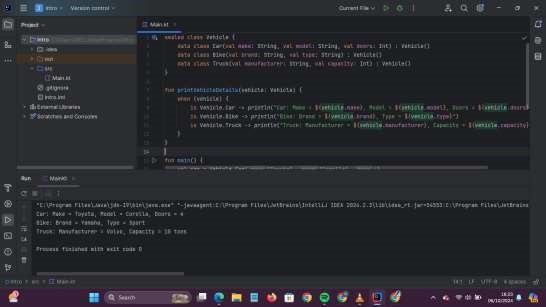 intro
Version control
Current File
Project
Main.kt
intro
.idea
out
src
Main.kt
.gitignore
intro.iml
External Libraries
Scratches and Consoles
sealed class Vehicle {
data class Car(val make: String, val model: String, val doors: Int) : Vehicle()
data class Bike(val brand: String, val type: String) : Vehicle()
data class Truck(val manufacturer: String, val capacity: Int) : Vehicle()
}
fun printVehicleDetails(vehicle: Vehicle) {
when (vehicle) {
is Vehicle.Car -> println("Car: Make = ${vehicle.make}, Model = ${vehicle.model}, Doors = ${vehicle.doors
is Vehicle.Bike -> println("Bike: Brand = ${vehicle.brand}, Type = ${vehicle.type}")
is Vehicle.Truck -> println("Truck: Manufacturer = ${vehicle.manufacturer}, Capacity = ${vehicle.capacity}
}
}
fun main() {
Run
MainKt
"C:\Program Files\Java\jdk-19\bin\java.exe" "-javaagent:C:\Program Files\JetBrains\IntelliJ IDEA 2024.2.3\lib\idea_rt.jar=54553:C:\Program Files\JetBrains
Car: Make = Toyota, Model = Corolla, Doors = 4
Bike: Brand = Yamaha, Type = Sport
Truck: Manufacturer = Volvo, Capacity = 10 tons
Process finished with exit code 0
intro > src > Main.kt
14:1
LF
UTF-8
4 spaces
Search